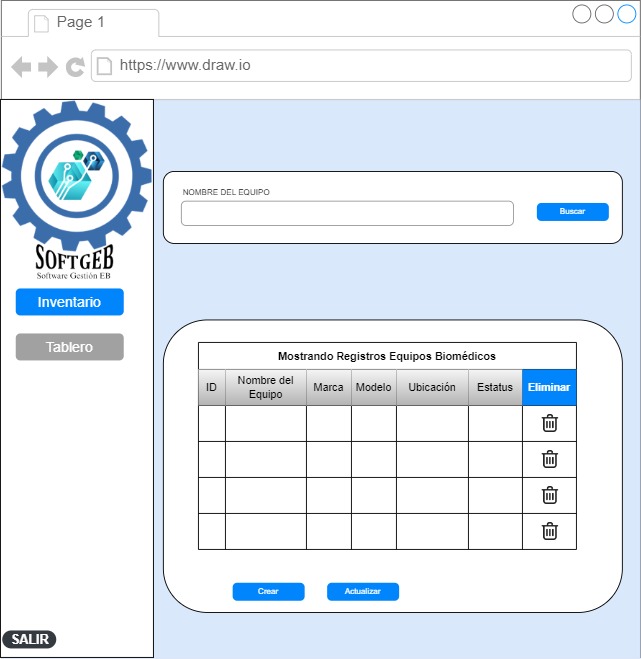 Page 1
https://www.draw.io
SOFTGEB
Software Gestión EB
Inventario
Tablero
SALIR
NOMBRE DEL EQUIPO
Buscar
Mostrando Registros Equipos Biomédicos
ID Nombre del Equipo Marca Modelo Ubicación Estatus Eliminar
Crear Actualizar